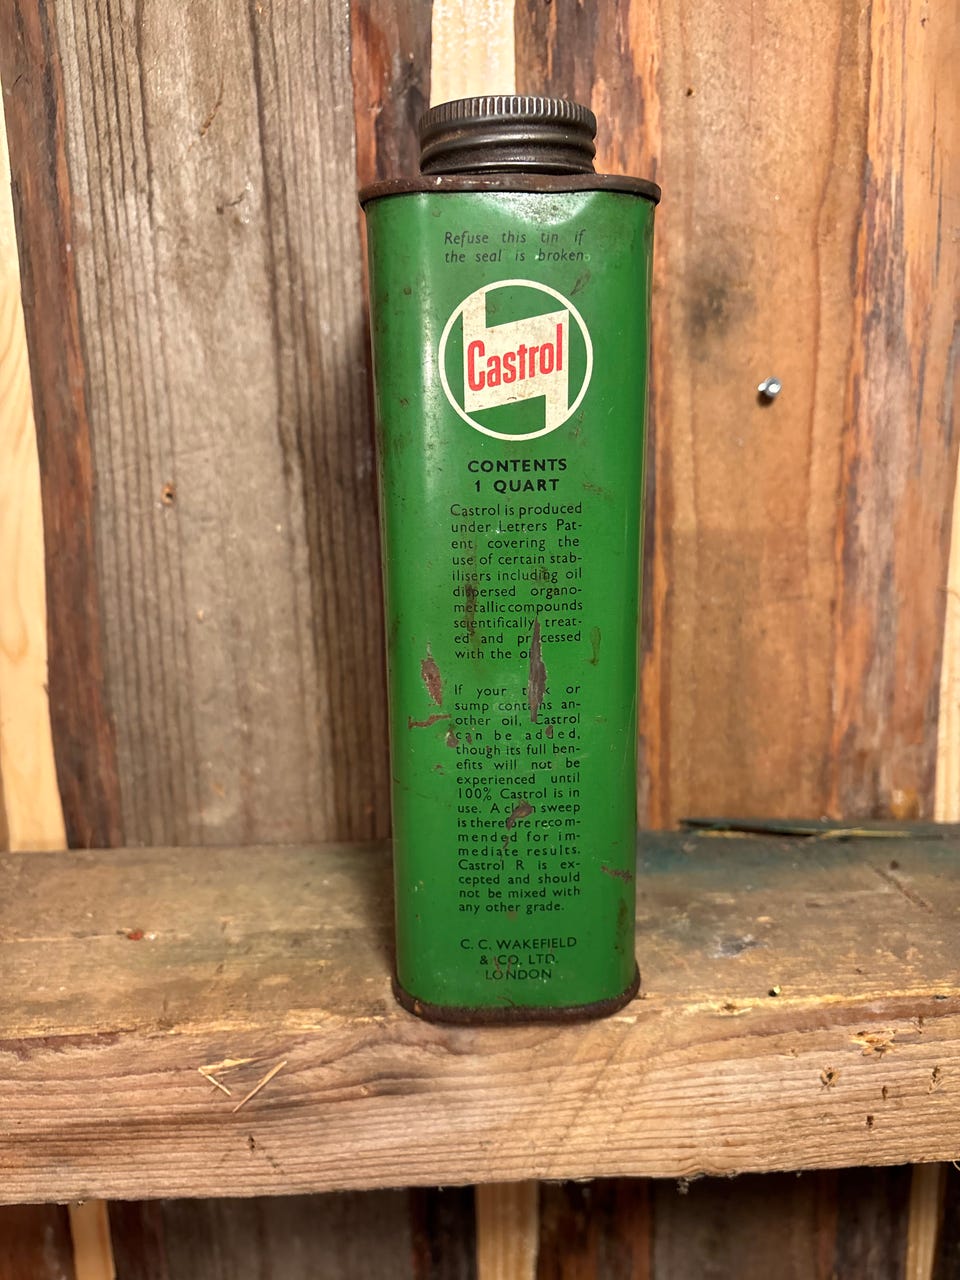 Refuse this tin if
the seal is broken.
Castrol
CONTENTS
1 QUART
Castrol is produced
under Letters Pat-
ent covering the
use of certain stab-
ilisers including oil
dispersed organo-
metallic compounds
scientifically treat-
ed and processed
with the oil
If your tank or
sump contains an-
other oil, Castrol
can be added,
though its full ben-
efits will not be
experienced until
100% Castrol is in
use. A clean sweep
is therefore recom-
mended for im-
mediate results.
Castrol R is ex-
cepted and should
not be mixed with
any other grade.
C. C. WAKEFIELD
& CO. LTD.
LONDON